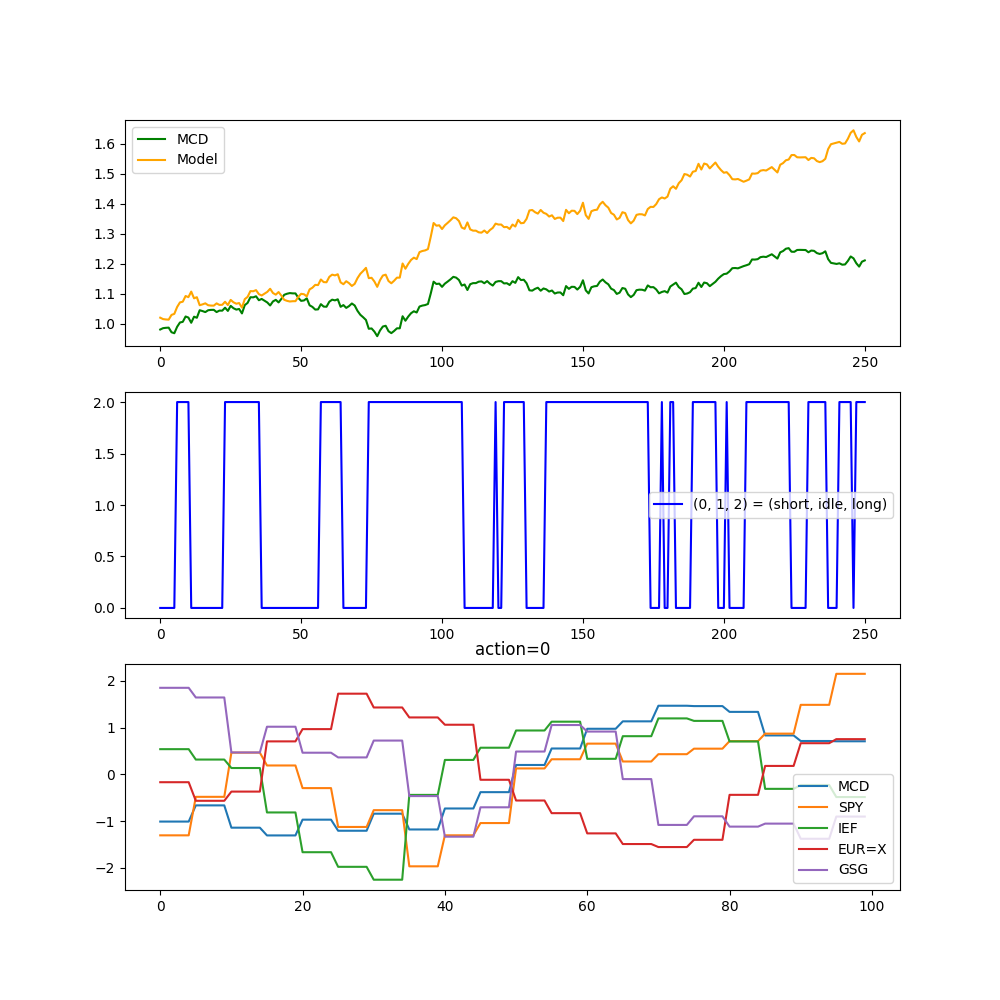 1.6
1.5
1.4
1.3
1.2
1.1
1.0
MCD
Model
0 50 100 150 200 250
2.0
1.5
1.0
0.5
0.0
(0, 1, 2) = (short, idle, long)
0 50 100 150 200 250
action=0
2
1
0
−1
−2
MCD
SPY
IEF
EUR=X
GSG
0 20 40 60 80 100